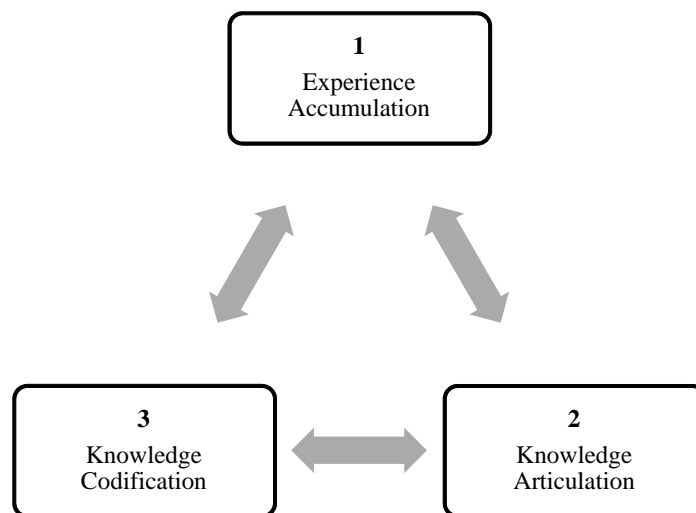 1
Experience
Accumulation
3
Knowledge
Codification
2
Knowledge
Articulation